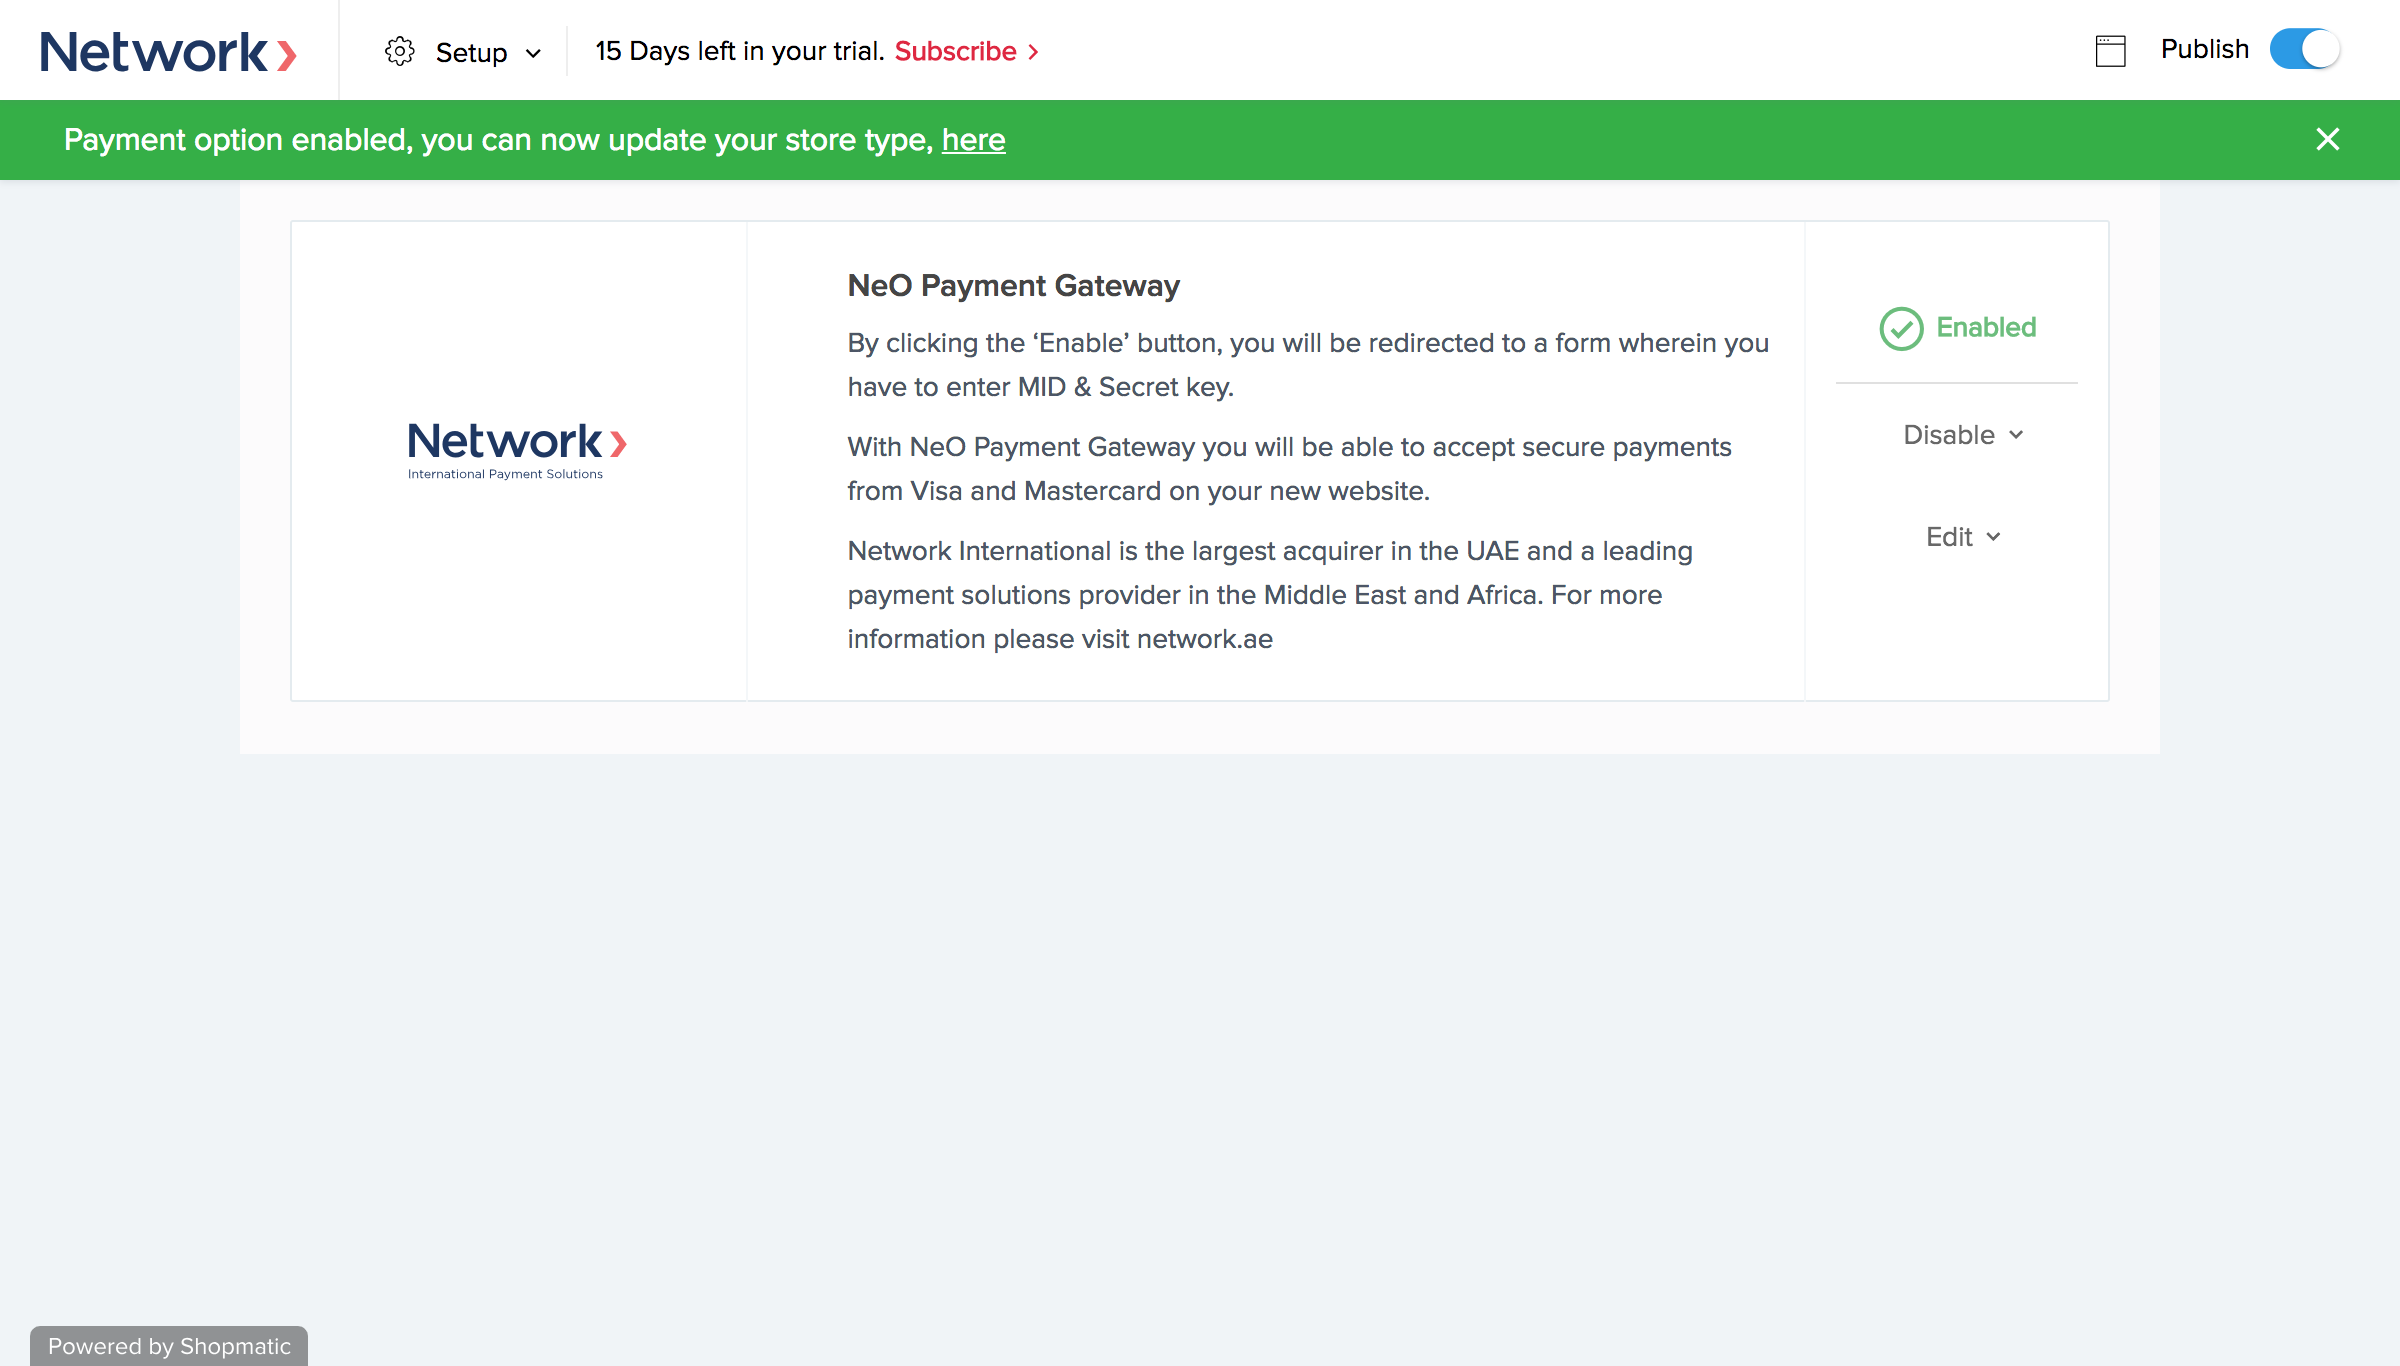 Network
Setup
15 Days left in your trial. Subscribe
Publish
Payment option enabled, you can now update your store type, here
Network
International Payment Solutions
NeO Payment Gateway
By clicking the ‘Enable’ button, you will be redirected to a form wherein you
have to enter MID & Secret key.
With NeO Payment Gateway you will be able to accept secure payments
from Visa and Mastercard on your new website.
Network International is the largest acquirer in the UAE and a leading
payment solutions provider in the Middle East and Africa. For more
information please visit network.ae
Enabled
Disable
Edit
Powered by Shopmatic